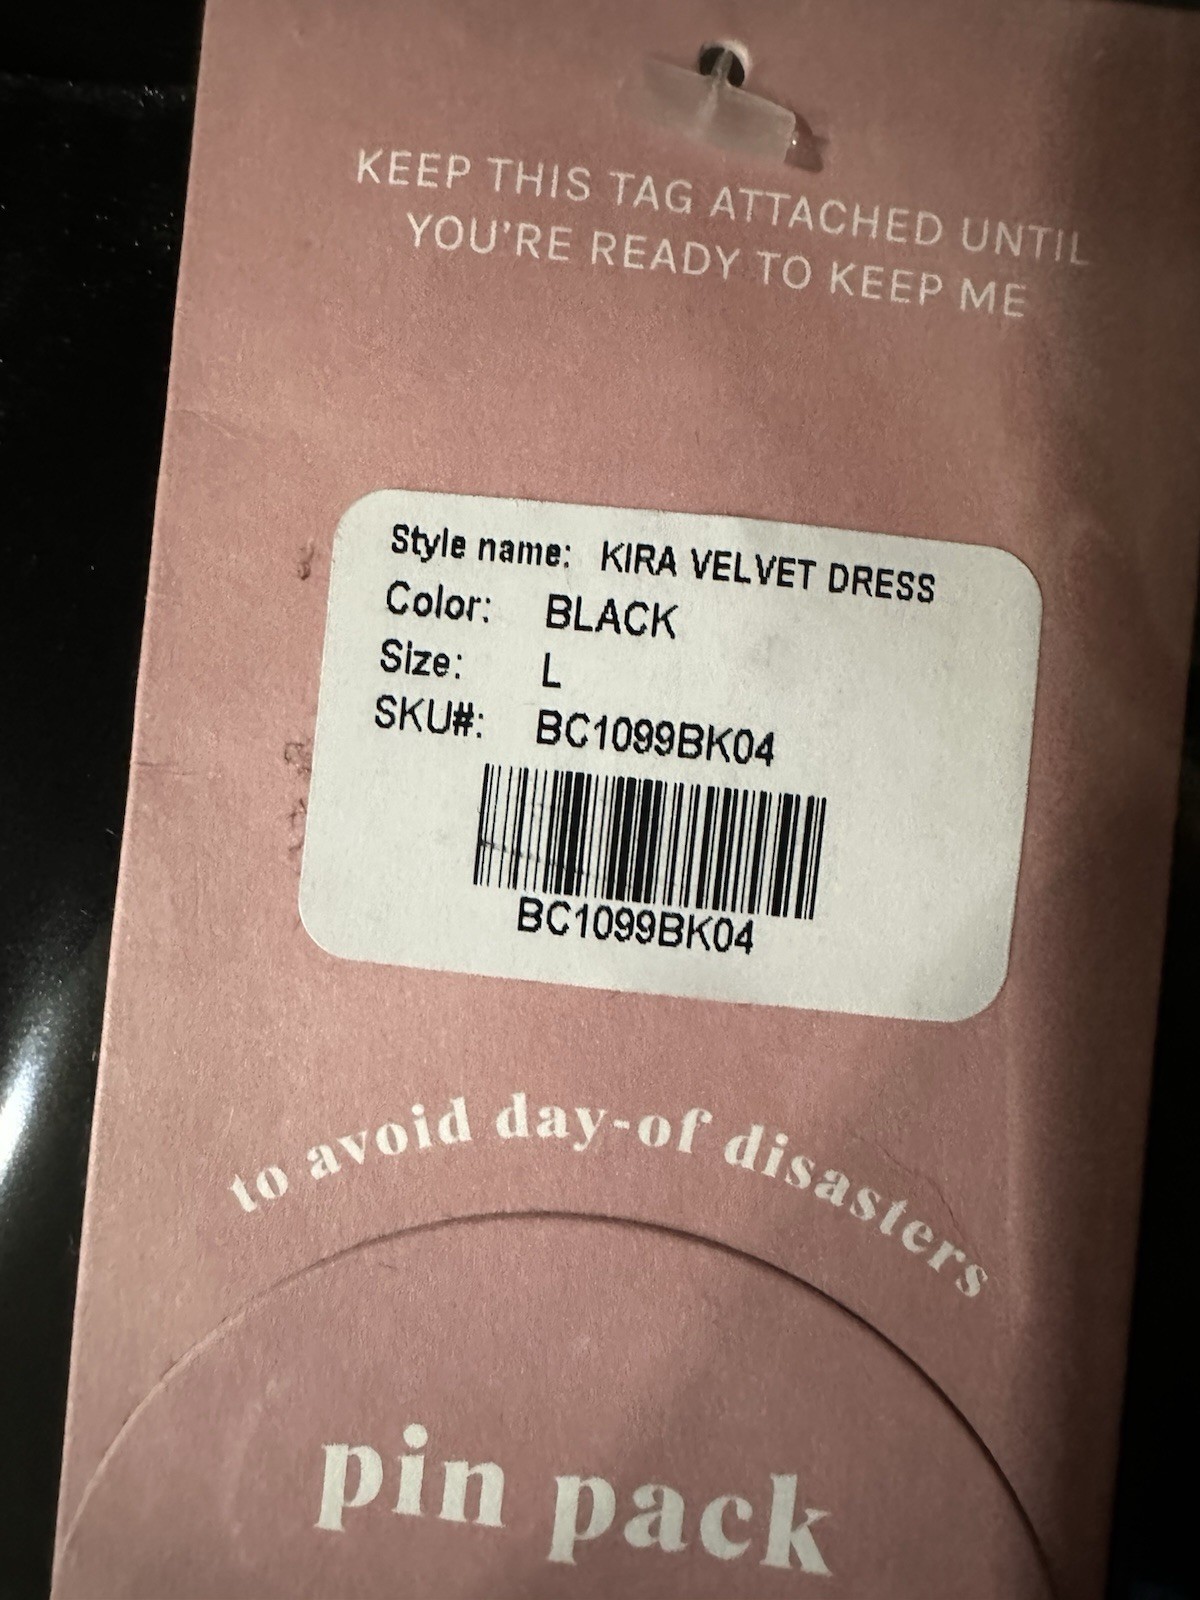 KEEP THIS TAG ATTACHED UNTIL
YOU'RE READY TO KEEP ME
Style name: KIRA VELVET DRESS
Color: BLACK
Size: L
SKU#: BC1099BK04
BC1099BK04
to avoid day-of disasters
pin pack